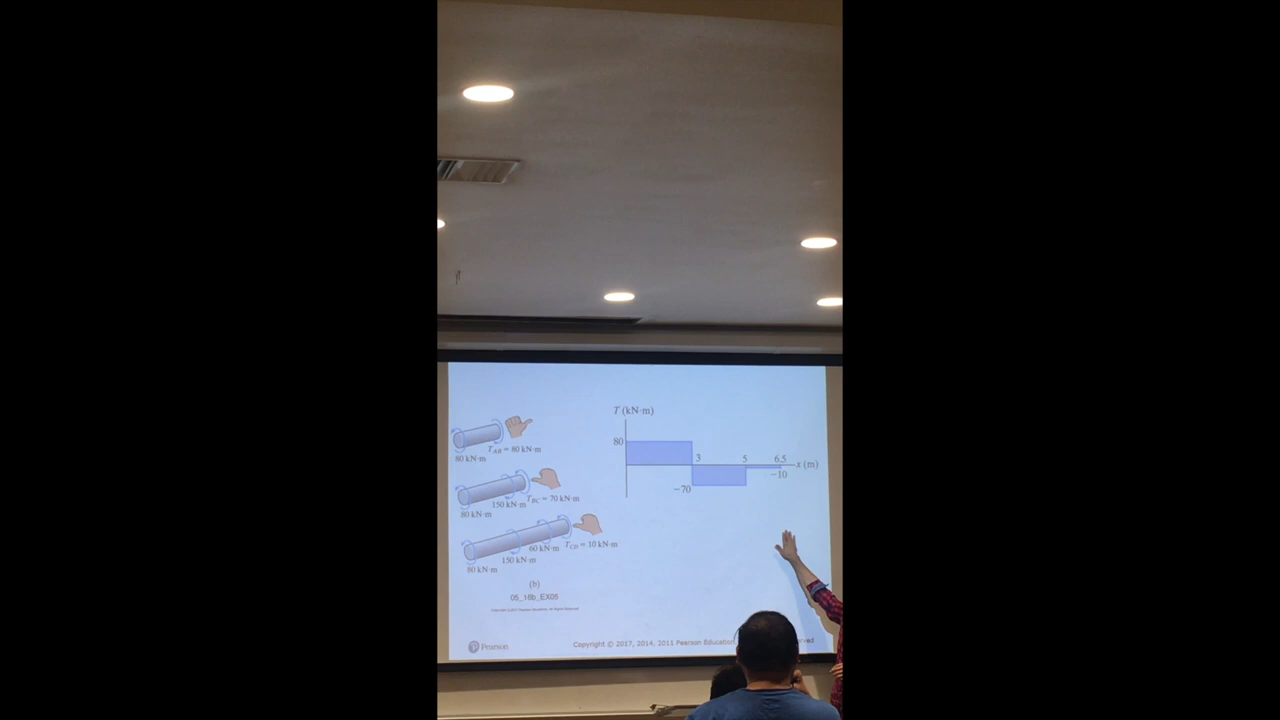 T_AB = 80 kN·m
80 kN·m
T_BC = 70 kN·m
150 kN·m
80 kN·m
T_CD = 10 kN·m
60 kN·m
150 kN·m
80 kN·m
(b)
05_16b_EX05
T (kN·m)
80
3
5
6.5
x (m)
−10
−70
Pearson
Copyright © 2017, 2014, 2011 Pearson Education